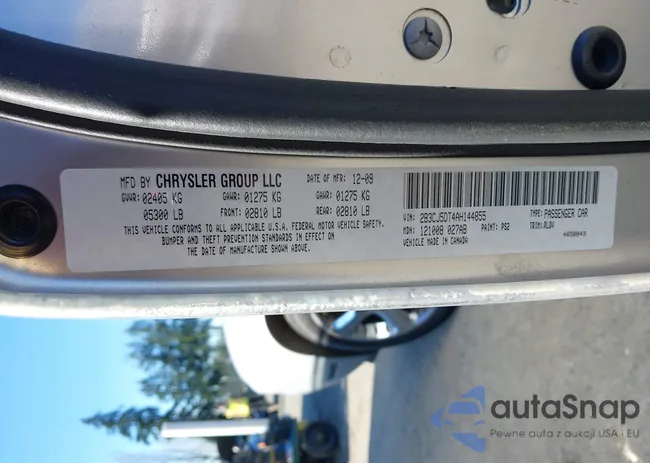 MFD BY CHRYSLER GROUP LLC DATE OF MFR: 12-09
GVWR: 02405 KG GAWR: 01275 KG GAWR: 01275 KG
05300 LB FRONT: 02810 LB REAR: 02810 LB
THIS VEHICLE CONFORMS TO ALL APPLICABLE U.S.A. FEDERAL MOTOR VEHICLE SAFETY,
BUMPER AND THEFT PREVENTION STANDARDS IN EFFECT ON
THE DATE OF MANUFACTURE SHOWN ABOVE.
VIN: 2B3CJ5DT4AH144855 TYPE: PASSENGER CAR
MDH: 121008 027AB PAINT: PS2 TRIM:
VEHICLE MADE IN CANADA
autaSnap
Pewne auta z aukcji USA i EU